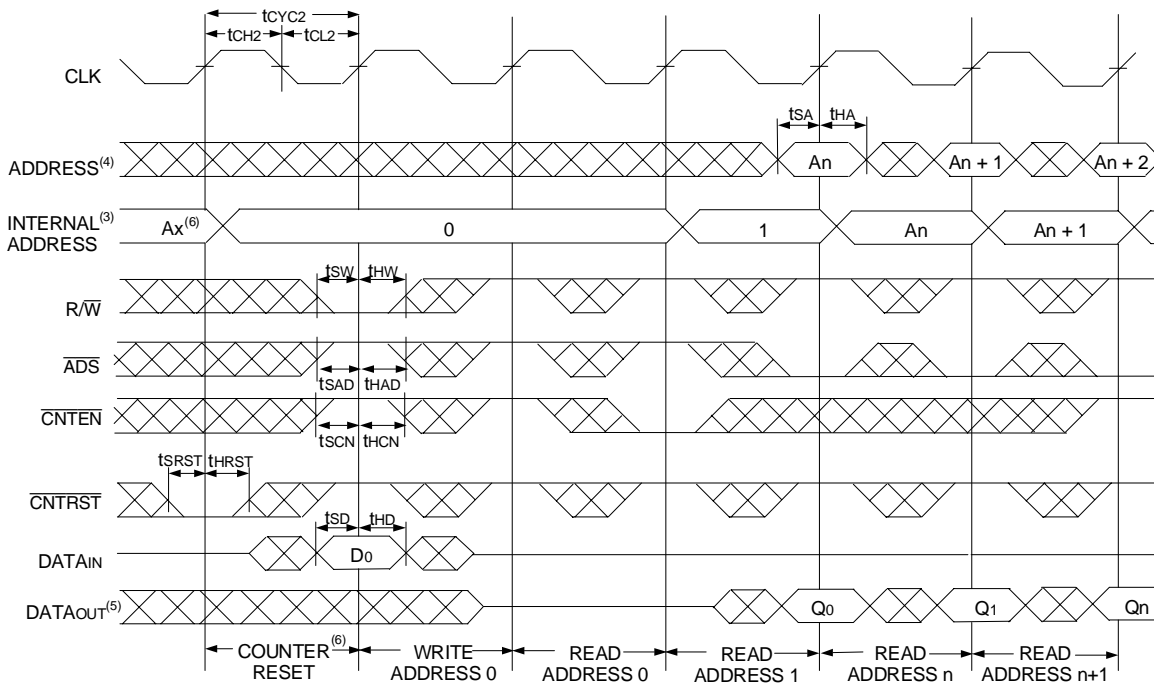 tCYC2
tCH2 tCL2
CLK
tSA tHA
ADDRESS(4) An An + 1 An + 2
INTERNAL(3)
ADDRESS
Ax(6) 0 1 An An + 1
tSW tHW
R/W
ADS
tSAD tHAD
CNTEN
tSCN tHCN
tSRST tHRST
CNTRST
tSD tHD
DATAIN D0
DATAOUT(5) Q0 Q1 Qn
COUNTER(6)
RESET
WRITE
ADDRESS 0
READ
ADDRESS 0
READ
ADDRESS 1
READ
ADDRESS n
READ
ADDRESS n+1